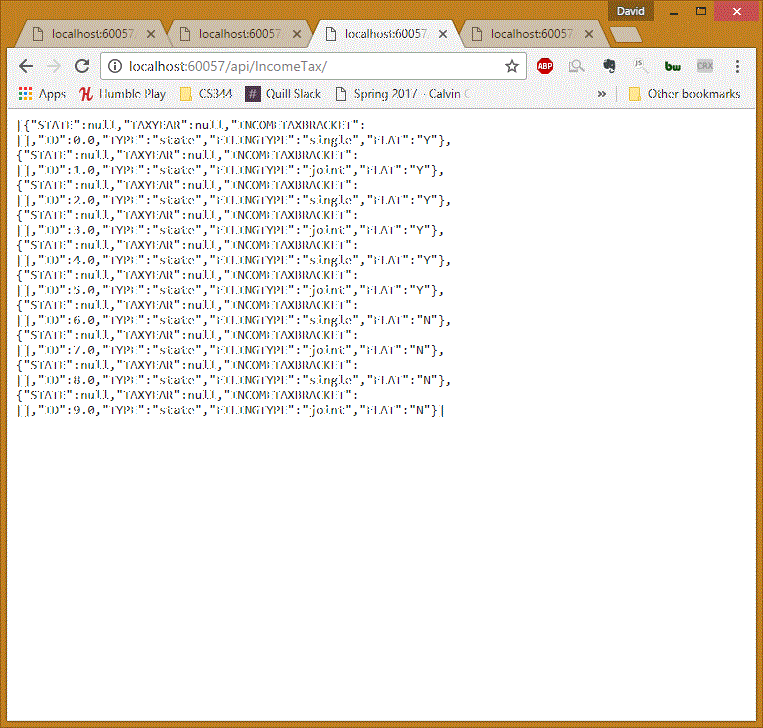 David
localhost:60057
localhost:60057
localhost:60057
localhost:60057
localhost:60057/api/IncomeTax/
ABP
JS
bw
CRX
Apps
Humble Play
CS344
# Quill Slack
Spring 2017 - Calvin
»
Other bookmarks
[{"STATE":null,"TAXYEAR":null,"INCOMETAXBRACKET":
[],"ID":0.0,"TYPE":"state","FILINGTYPE":"single","FLAT":"Y"},
{"STATE":null,"TAXYEAR":null,"INCOMETAXBRACKET":
[],"ID":1.0,"TYPE":"state","FILINGTYPE":"joint","FLAT":"Y"},
{"STATE":null,"TAXYEAR":null,"INCOMETAXBRACKET":
[],"ID":2.0,"TYPE":"state","FILINGTYPE":"single","FLAT":"Y"},
{"STATE":null,"TAXYEAR":null,"INCOMETAXBRACKET":
[],"ID":3.0,"TYPE":"state","FILINGTYPE":"joint","FLAT":"Y"},
{"STATE":null,"TAXYEAR":null,"INCOMETAXBRACKET":
[],"ID":4.0,"TYPE":"state","FILINGTYPE":"single","FLAT":"Y"},
{"STATE":null,"TAXYEAR":null,"INCOMETAXBRACKET":
[],"ID":5.0,"TYPE":"state","FILINGTYPE":"joint","FLAT":"Y"},
{"STATE":null,"TAXYEAR":null,"INCOMETAXBRACKET":
[],"ID":6.0,"TYPE":"state","FILINGTYPE":"single","FLAT":"N"},
{"STATE":null,"TAXYEAR":null,"INCOMETAXBRACKET":
[],"ID":7.0,"TYPE":"state","FILINGTYPE":"joint","FLAT":"N"},
{"STATE":null,"TAXYEAR":null,"INCOMETAXBRACKET":
[],"ID":8.0,"TYPE":"state","FILINGTYPE":"single","FLAT":"N"},
{"STATE":null,"TAXYEAR":null,"INCOMETAXBRACKET":
[],"ID":9.0,"TYPE":"state","FILINGTYPE":"joint","FLAT":"N"}]